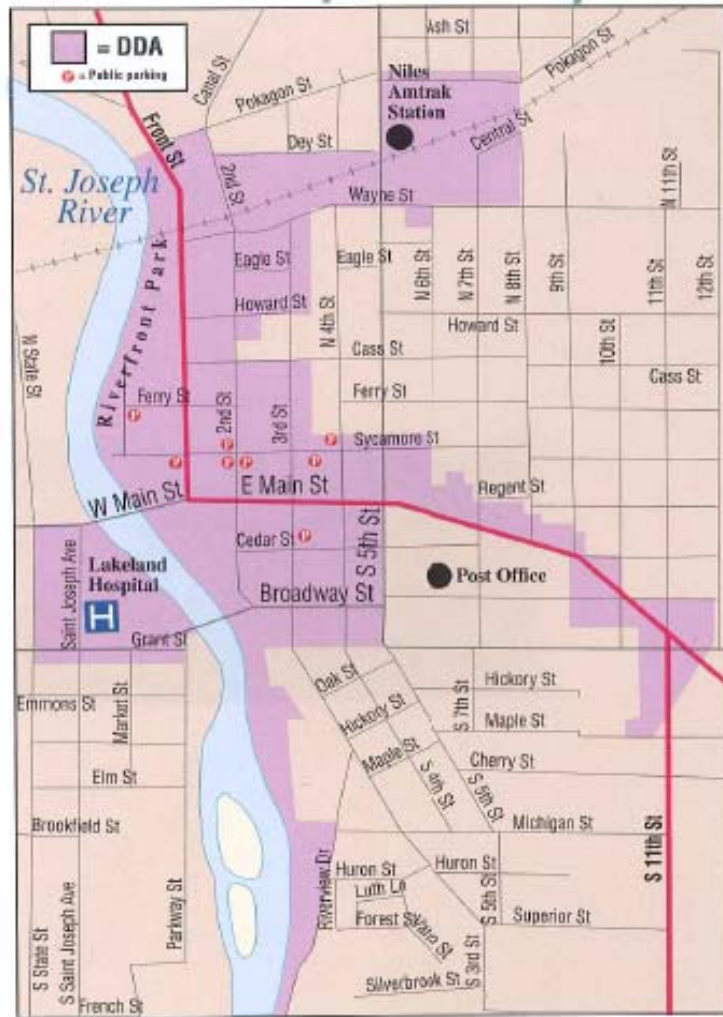 = DDA
P = Public parking
Ash St
Canal St
Pokagon St
Pokagon St
Niles
Amtrak
Station
Front St
Dey St
Central St
2nd St
N 11th St
St. Joseph
River
Wayne St
Riverfront Park
Eagle St
Eagle St
N 6th St
N 7th St
N 8th St
9th St
11th St
12th St
Howard St
N 4th St
Howard St
10th St
N State St
Cass St
Cass St
Ferry St
Ferry St
P
2nd St
3rd St
P
P
Sycamore St
P
P
P
P
W Main St
E Main St
Regent St
S 5th St
Cedar St
P
Saint Joseph Ave
Lakeland
Hospital
H
Post Office
Broadway St
Grant St
Oak St
Emmons St
Market St
Hickory St
S 7th St
Hickory St
Maple St
Maple St
Cherry St
Elm St
S 4th St
S 5th St
Brookfield St
Michigan St
S 11th St
Riverview Dr
Huron St
Huron St
Luth Ln
S 5th St
Parkway St
Forest St
Superior St
S State St
S Saint Joseph Ave
S 3rd St
Silverbrook St
French St